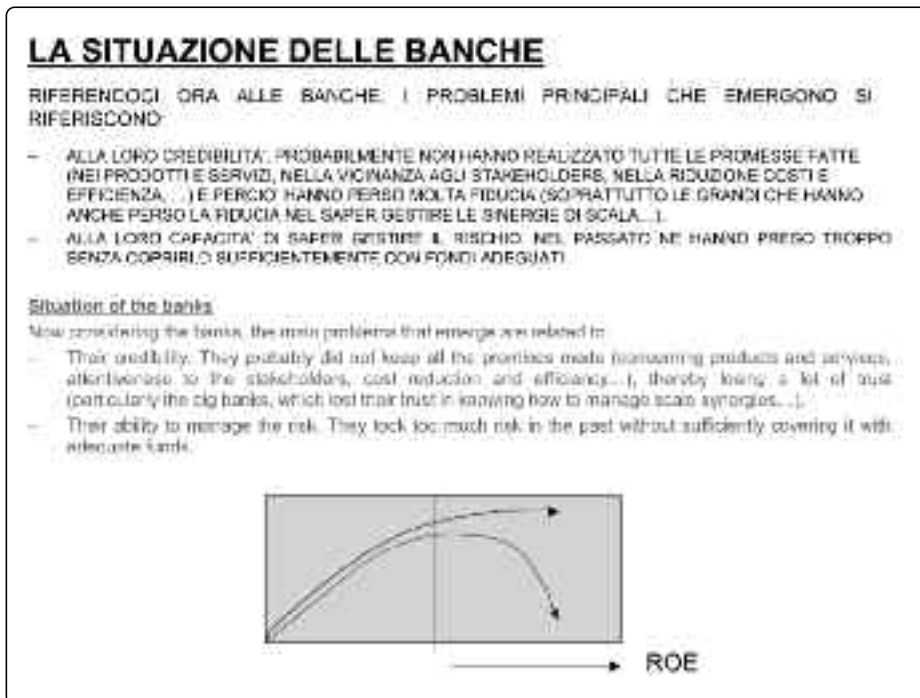 LA SITUAZIONE DELLE BANCHE
RIFERENDOCI ORA ALLE BANCHE, I PROBLEMI PRINCIPALI CHE EMERGONO SI
RIFERISCONO:
– ALLA LORO CREDIBILITA'. PROBABILMENTE NON HANNO REALIZZATO TUTTE LE PROMESSE FATTE
(NEI PRODOTTI E SERVIZI, NELLA VICINANZA AGLI STAKEHOLDERS, NELLA RIDUZIONE COSTI E
EFFICIENZA, ...) E PERCIO' HANNO PERSO MOLTA FIDUCIA (SOPRATTUTTO LE GRANDI CHE HANNO
ANCHE PERSO LA FIDUCIA NEL SAPER GESTIRE LE SINERGIE DI SCALA...).
– ALLA LORO CAPACITA' DI SAPER GESTIRE IL RISCHIO. NEL PASSATO NE HANNO PRESO TROPPO
SENZA COPRIRLO SUFFICIENTEMENTE CON FONDI ADEGUATI
Situation of the banks
Now considering the banks, the main problems that emerge are related to
– Their credibility. They probably did not keep all the promises made (concerning products and services,
attentiveness to the stakeholders, cost reduction and efficiency...), thereby losing a lot of trust
(particularly the big banks, which lost their trust in knowing how to manage scale synergies...).
– Their ability to manage the risk. They took too much risk in the past without sufficiently covering it with
adequate funds.
ROE